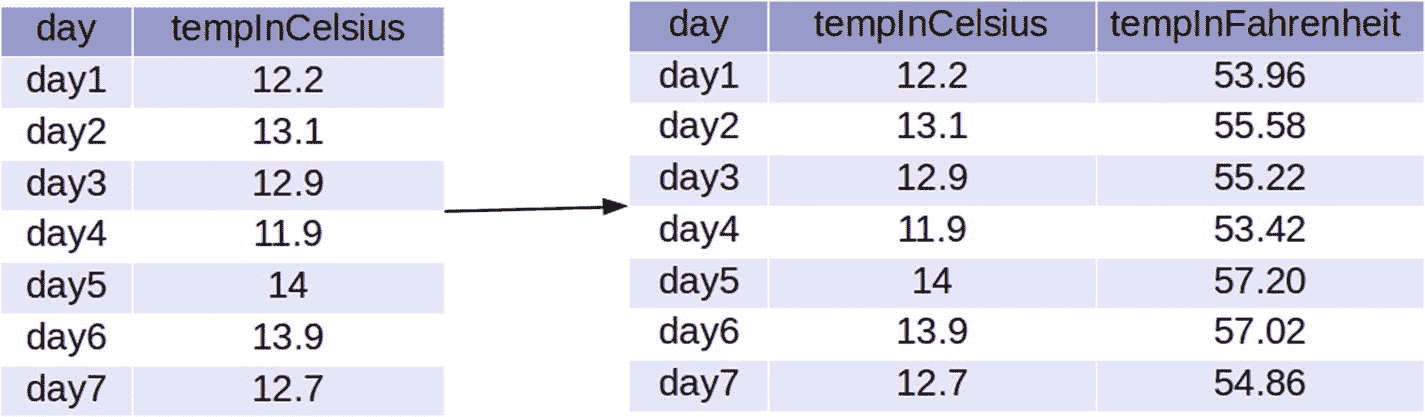 day tempInCelsius
day1 12.2
day2 13.1
day3 12.9
day4 11.9
day5 14
day6 13.9
day7 12.7
day tempInCelsius tempInFahrenheit
day1 12.2 53.96
day2 13.1 55.58
day3 12.9 55.22
day4 11.9 53.42
day5 14 57.20
day6 13.9 57.02
day7 12.7 54.86